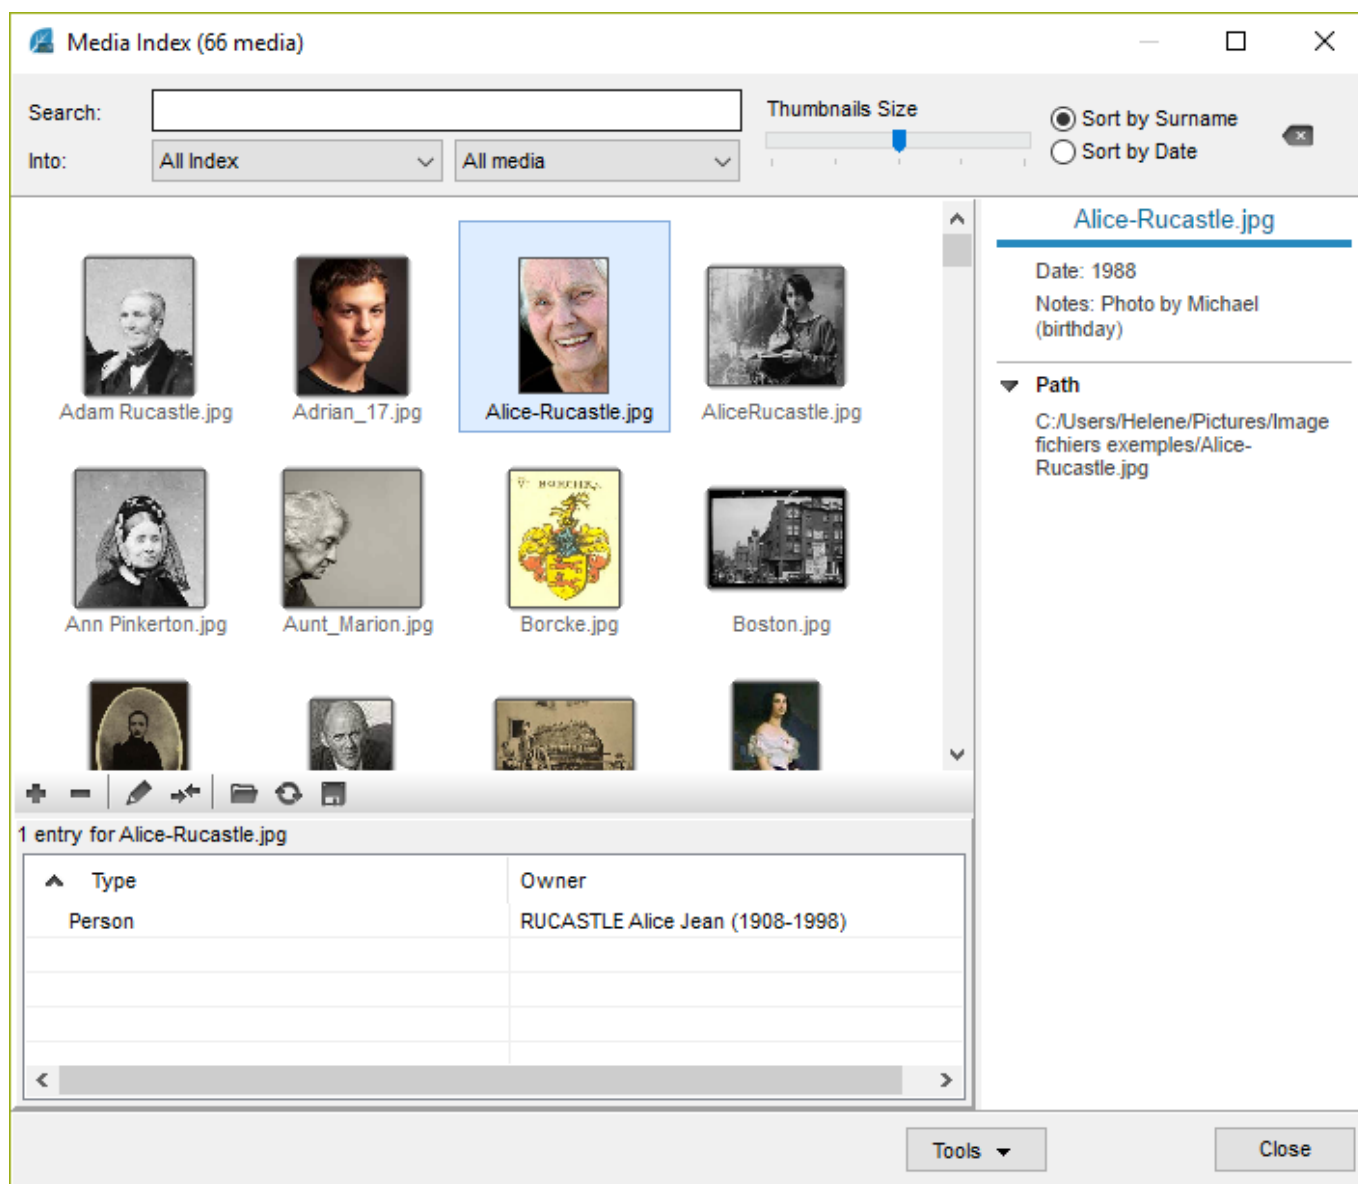 Media Index (66 media)
Search:
Thumbnails Size
Sort by Surname
Into:
All Index
All media
Sort by Date
Alice-Rucastle.jpg
Date: 1988
Notes: Photo by Michael
(birthday)
Path
C:/Users/Helene/Pictures/Image
fichiers exemples/Alice-
Rucastle.jpg
Adam Rucastle.jpg
Adrian_17.jpg
Alice-Rucastle.jpg
AliceRucastle.jpg
V: BORCHE,
Ann Pinkerton.jpg
Aunt_Marion.jpg
Borcke.jpg
Boston.jpg
1 entry for Alice-Rucastle.jpg
Type
Owner
Person
RUCASTLE Alice Jean (1908-1998)
Tools
Close